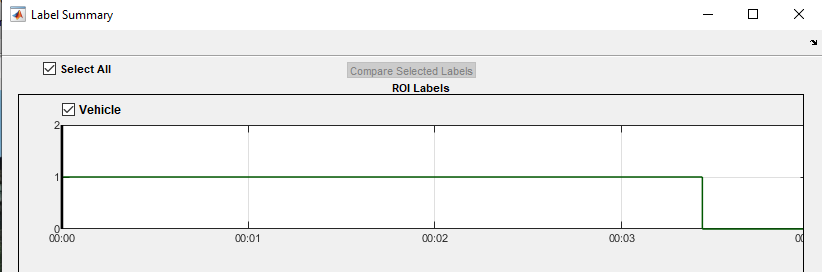 Label Summary
Select All
Compare Selected Labels
ROI Labels
Vehicle
2
1
0
00:00 00:01 00:02 00:03